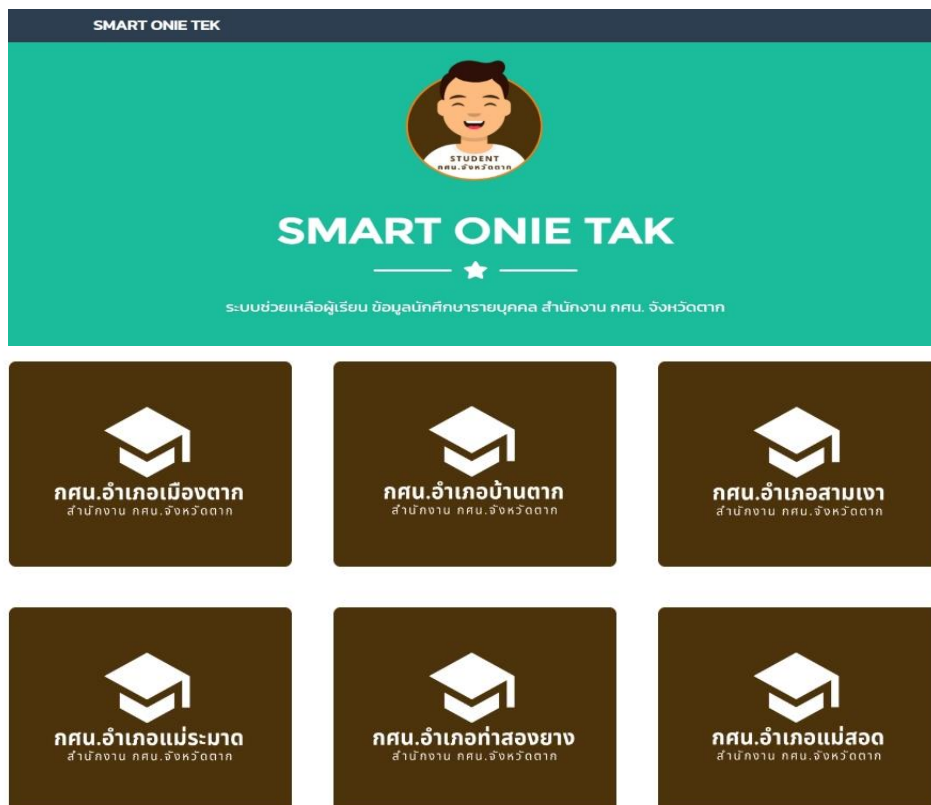 SMART ONIE TEK
STUDENT
กศน.จังหวัดตาก
SMART ONIE TAK
ระบบช่วยเหลือผู้เรียน ข้อมูลนักศึกษารายบุคคล สำนักงาน กศน. จังหวัดตาก
กศน.อำเภอเมืองตาก
สำนักงาน กศน.จังหวัดตาก
กศน.อำเภอบ้านตาก
สำนักงาน กศน.จังหวัดตาก
กศน.อำเภอสามเงา
สำนักงาน กศน.จังหวัดตาก
กศน.อำเภอแม่ระมาด
สำนักงาน กศน.จังหวัดตาก
กศน.อำเภอท่าสองยาง
สำนักงาน กศน.จังหวัดตาก
กศน.อำเภอแม่สอด
สำนักงาน กศน.จังหวัดตาก